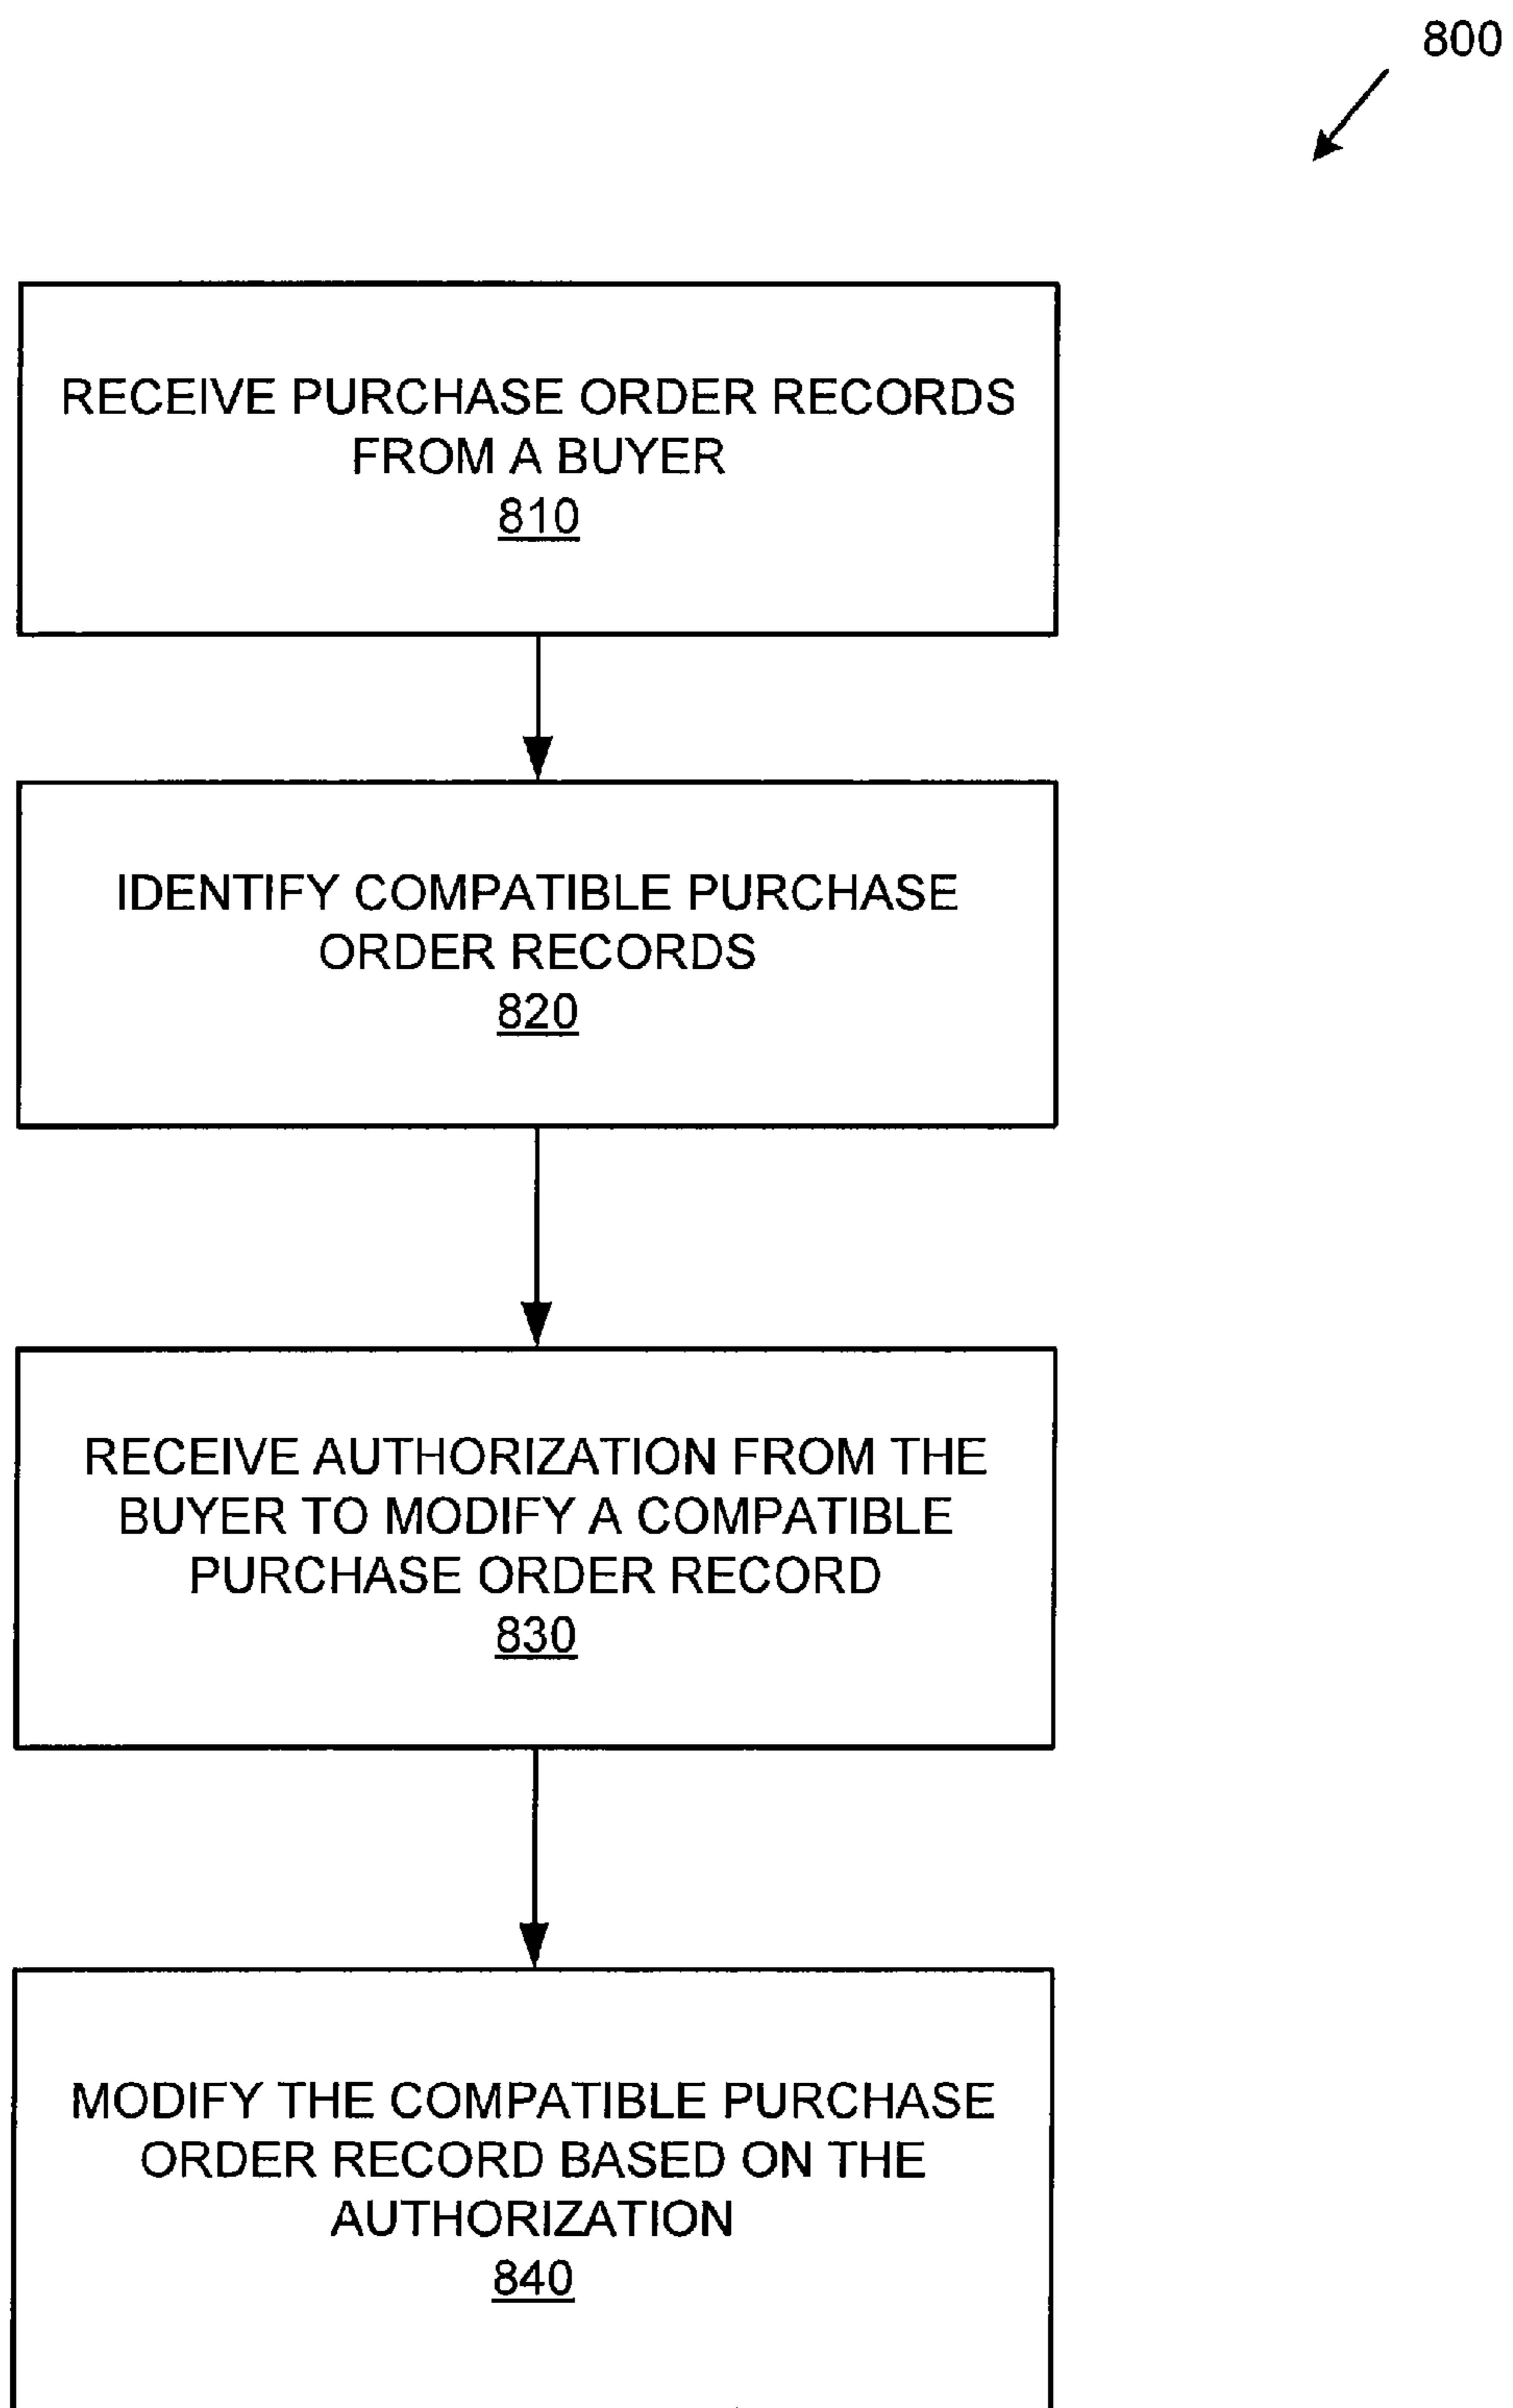 800
RECEIVE PURCHASE ORDER RECORDS
FROM A BUYER
810
IDENTIFY COMPATIBLE PURCHASE
ORDER RECORDS
820
RECEIVE AUTHORIZATION FROM THE
BUYER TO MODIFY A COMPATIBLE
PURCHASE ORDER RECORD
830
MODIFY THE COMPATIBLE PURCHASE
ORDER RECORD BASED ON THE
AUTHORIZATION
840